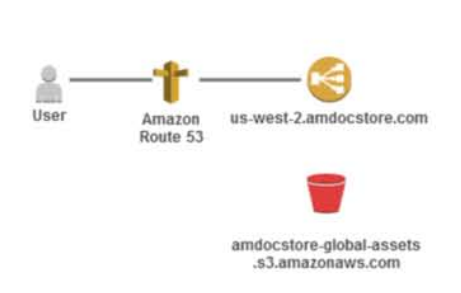 User
Amazon
Route 53
us-west-2.amdocstore.com
amdocstore-global-assets
.s3.amazonaws.com